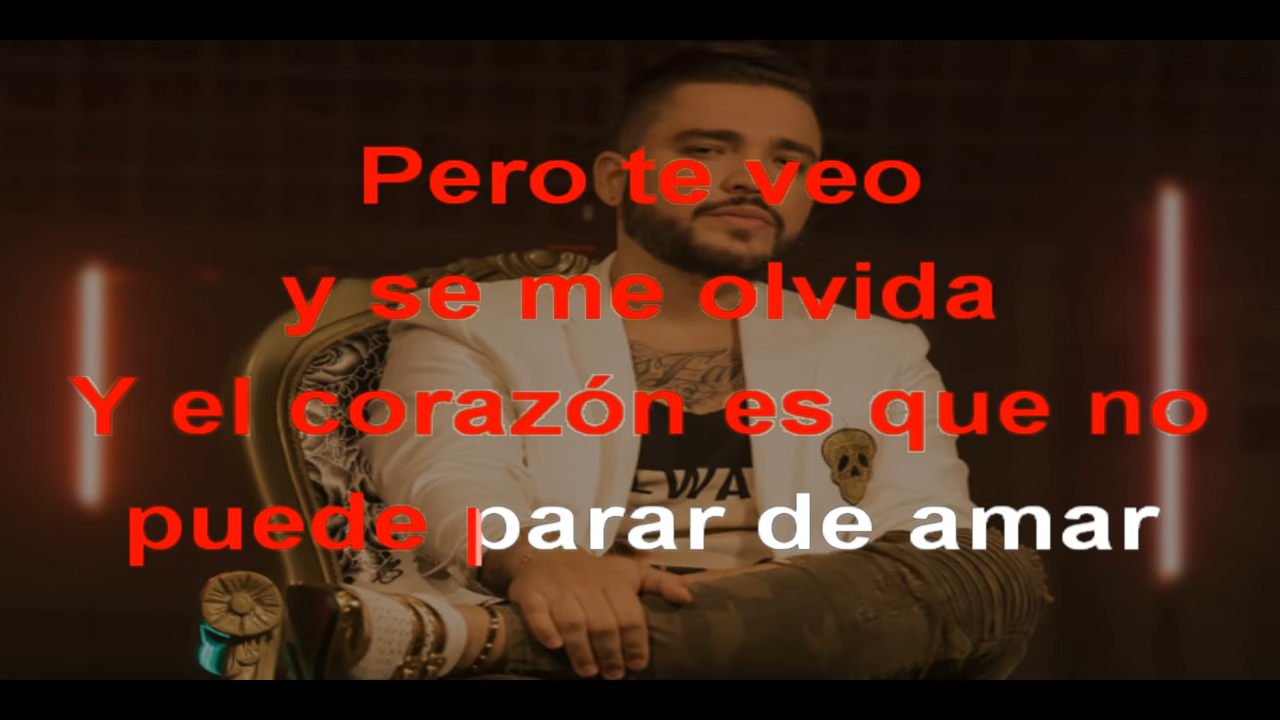 Pero te veo
y se me olvida
Y el corazón es que no
puede parar de amar